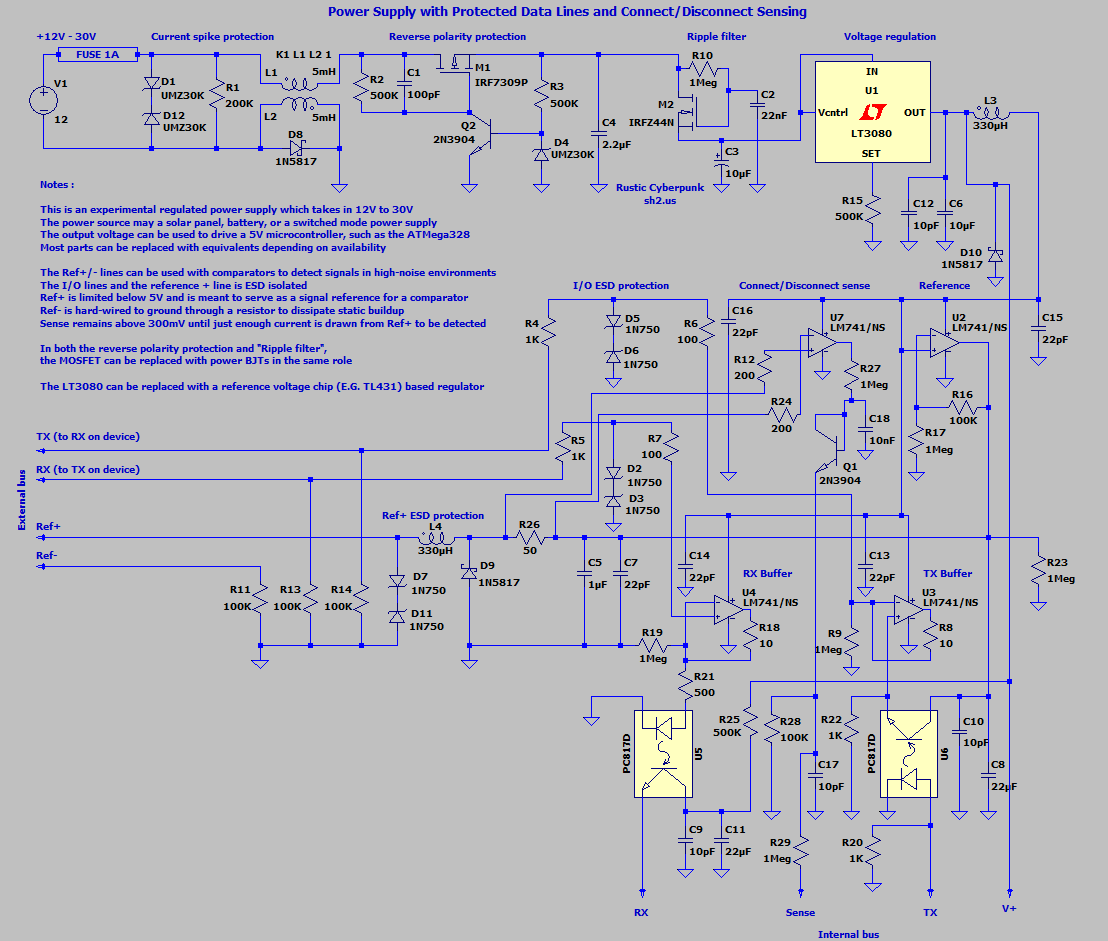 Power Supply with Protected Data Lines and Connect/Disconnect Sensing
+12V - 30V
Current spike protection
Reverse polarity protection
Ripple filter
Voltage regulation
FUSE 1A
K1 L1 L2 1
L1
5mH
L2
5mH
V1
12
D1
UMZ30K
D12
UMZ30K
R1
200K
D8
1N5817
R2
500K
C1
100pF
M1
IRF7309P
Q2
2N3904
R3
500K
D4
UMZ30K
C4
2.2µF
R10
1Meg
M2
IRFZ44N
C2
22nF
C3
10µF
IN
U1
Vcntrl
OUT
LT3080
SET
L3
330µH
R15
500K
C12
10pF
C6
10µF
D10
1N5817
Rustic Cyberpunk
sh2.us
Notes :
This is an experimental regulated power supply which takes in 12V to 30V
The power source may a solar panel, battery, or a switched mode power supply
The output voltage can be used to drive a 5V microcontroller, such as the ATMega328
Most parts can be replaced with equivalents depending on availability
The Ref+/- lines can be used with comparators to detect signals in high-noise environments
The I/O lines and the reference + line is ESD isolated
Ref+ is limited below 5V and is meant to serve as a signal reference for a comparator
Ref- is hard-wired to ground through a resistor to dissipate static buildup
Sense remains above 300mV until just enough current is drawn from Ref+ to be detected
In both the reverse polarity protection and "Ripple filter",
the MOSFET can be replaced with power BJTs in the same role
The LT3080 can be replaced with a reference voltage chip (E.G. TL431) based regulator
I/O ESD protection
Connect/Disconnect sense
Reference
R4
1K
D5
1N750
D6
1N750
R6
100
C16
22pF
R12
200
U7
LM741/NS
R27
1Meg
U2
LM741/NS
C15
22pF
R16
100K
R24
200
C18
10nF
R17
1Meg
Q1
2N3904
TX (to RX on device)
RX (to TX on device)
External bus
Ref+
Ref-
R5
1K
R7
100
D2
1N750
D3
1N750
Ref+ ESD protection
L4
330µH
R26
50
D9
1N5817
D7
1N750
D11
1N750
R11
100K
R13
100K
R14
100K
C5
1µF
C7
22pF
C14
22pF
RX Buffer
U4
LM741/NS
R18
10
C13
22pF
TX Buffer
U3
LM741/NS
R8
10
R9
1Meg
R23
1Meg
R19
1Meg
R21
500
PC817D
U5
R25
500K
R28
100K
R22
1K
PC817D
U6
C10
10pF
C8
22µF
C17
10pF
C9
10pF
C11
22µF
R29
1Meg
R20
1K
RX
Sense
TX
V+
Internal bus